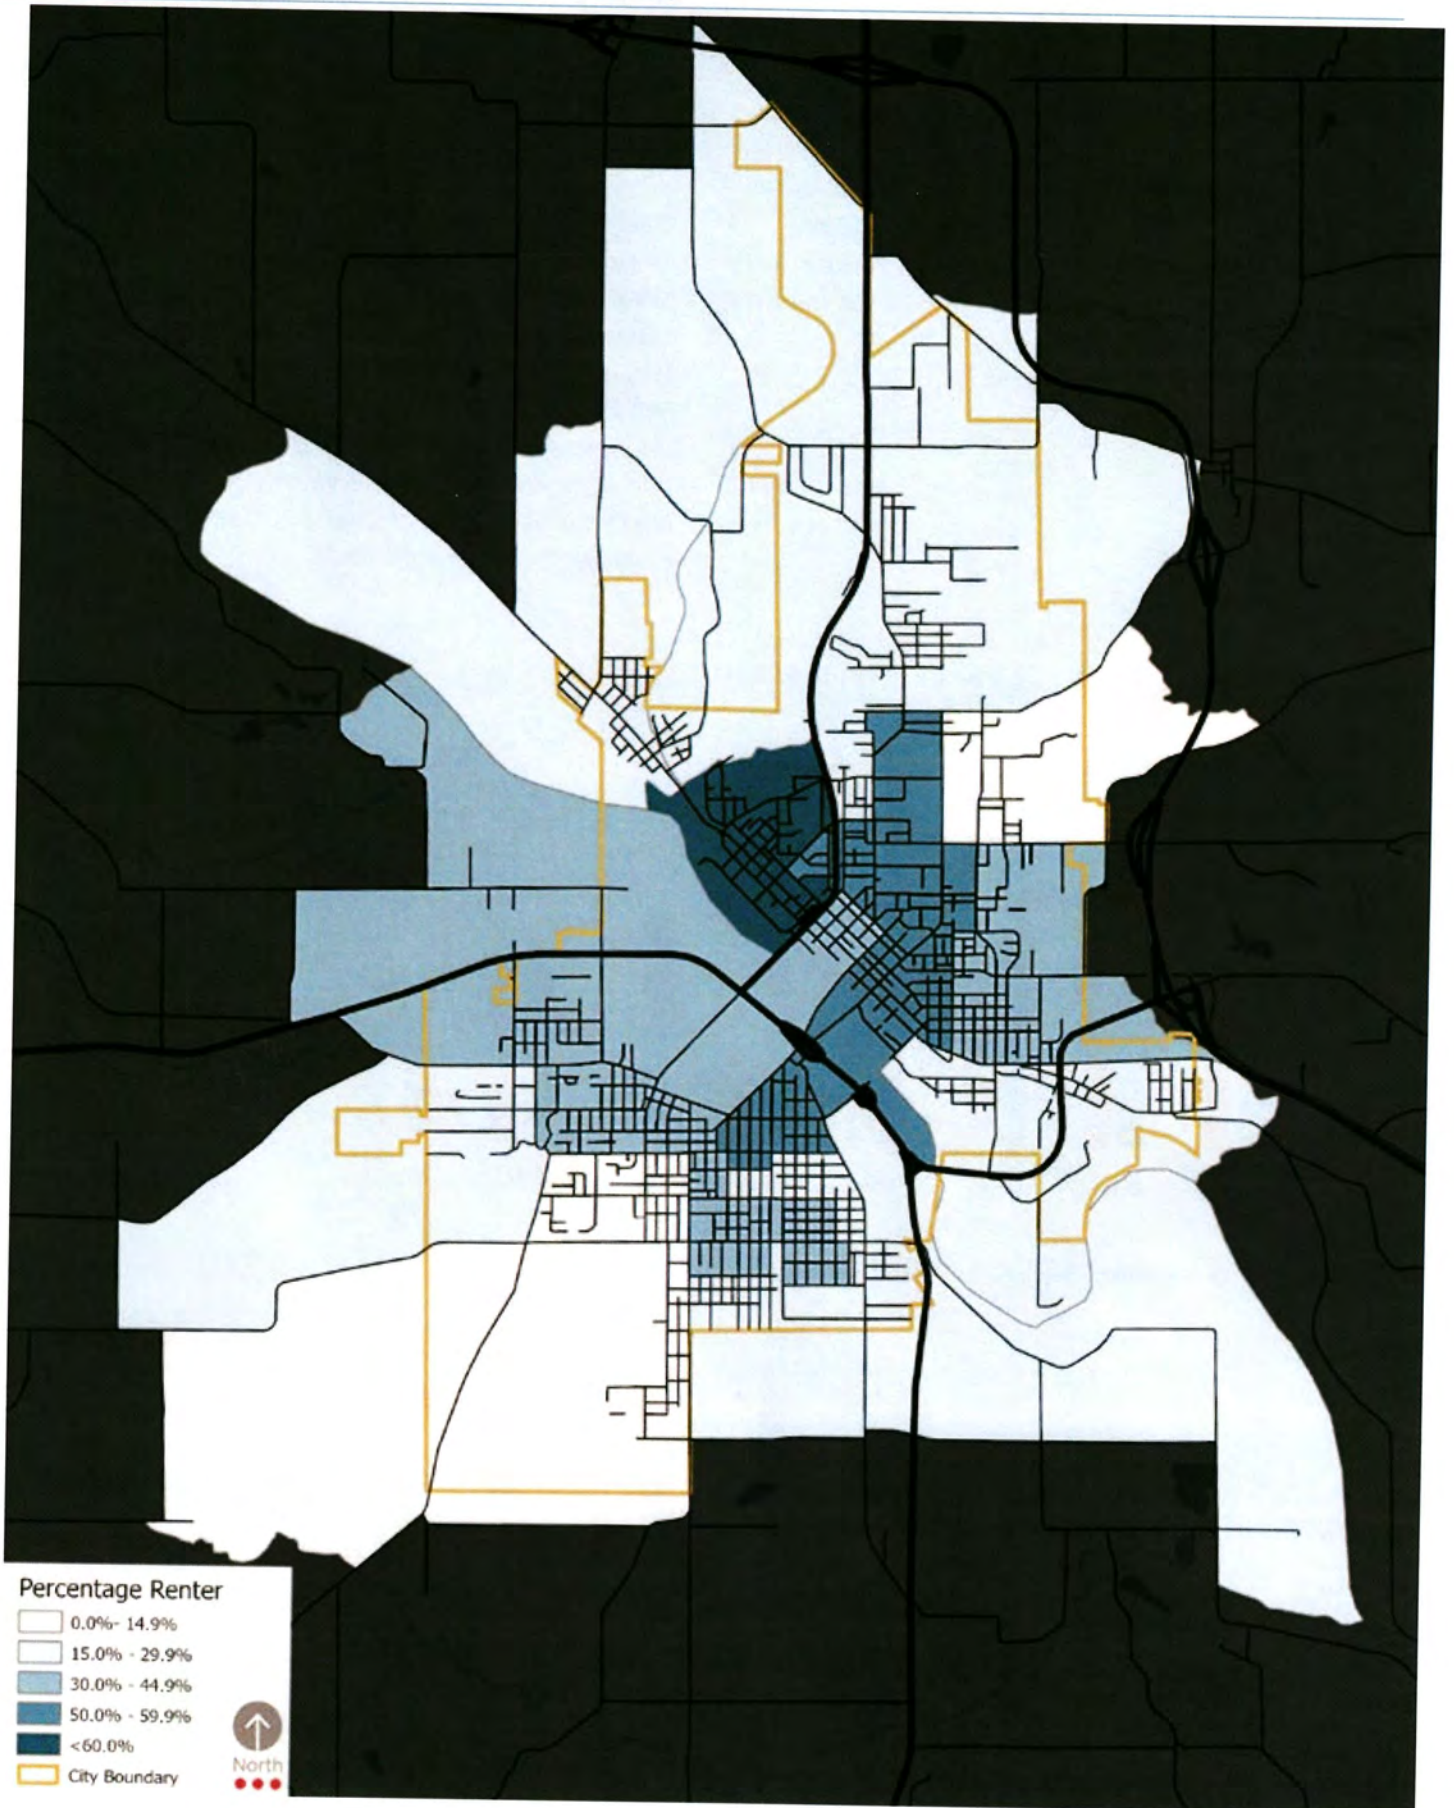 Percentage Renter
0.0%- 14.9%
15.0% - 29.9%
30.0% - 44.9%
50.0% - 59.9%
<60.0%
City Boundary
North